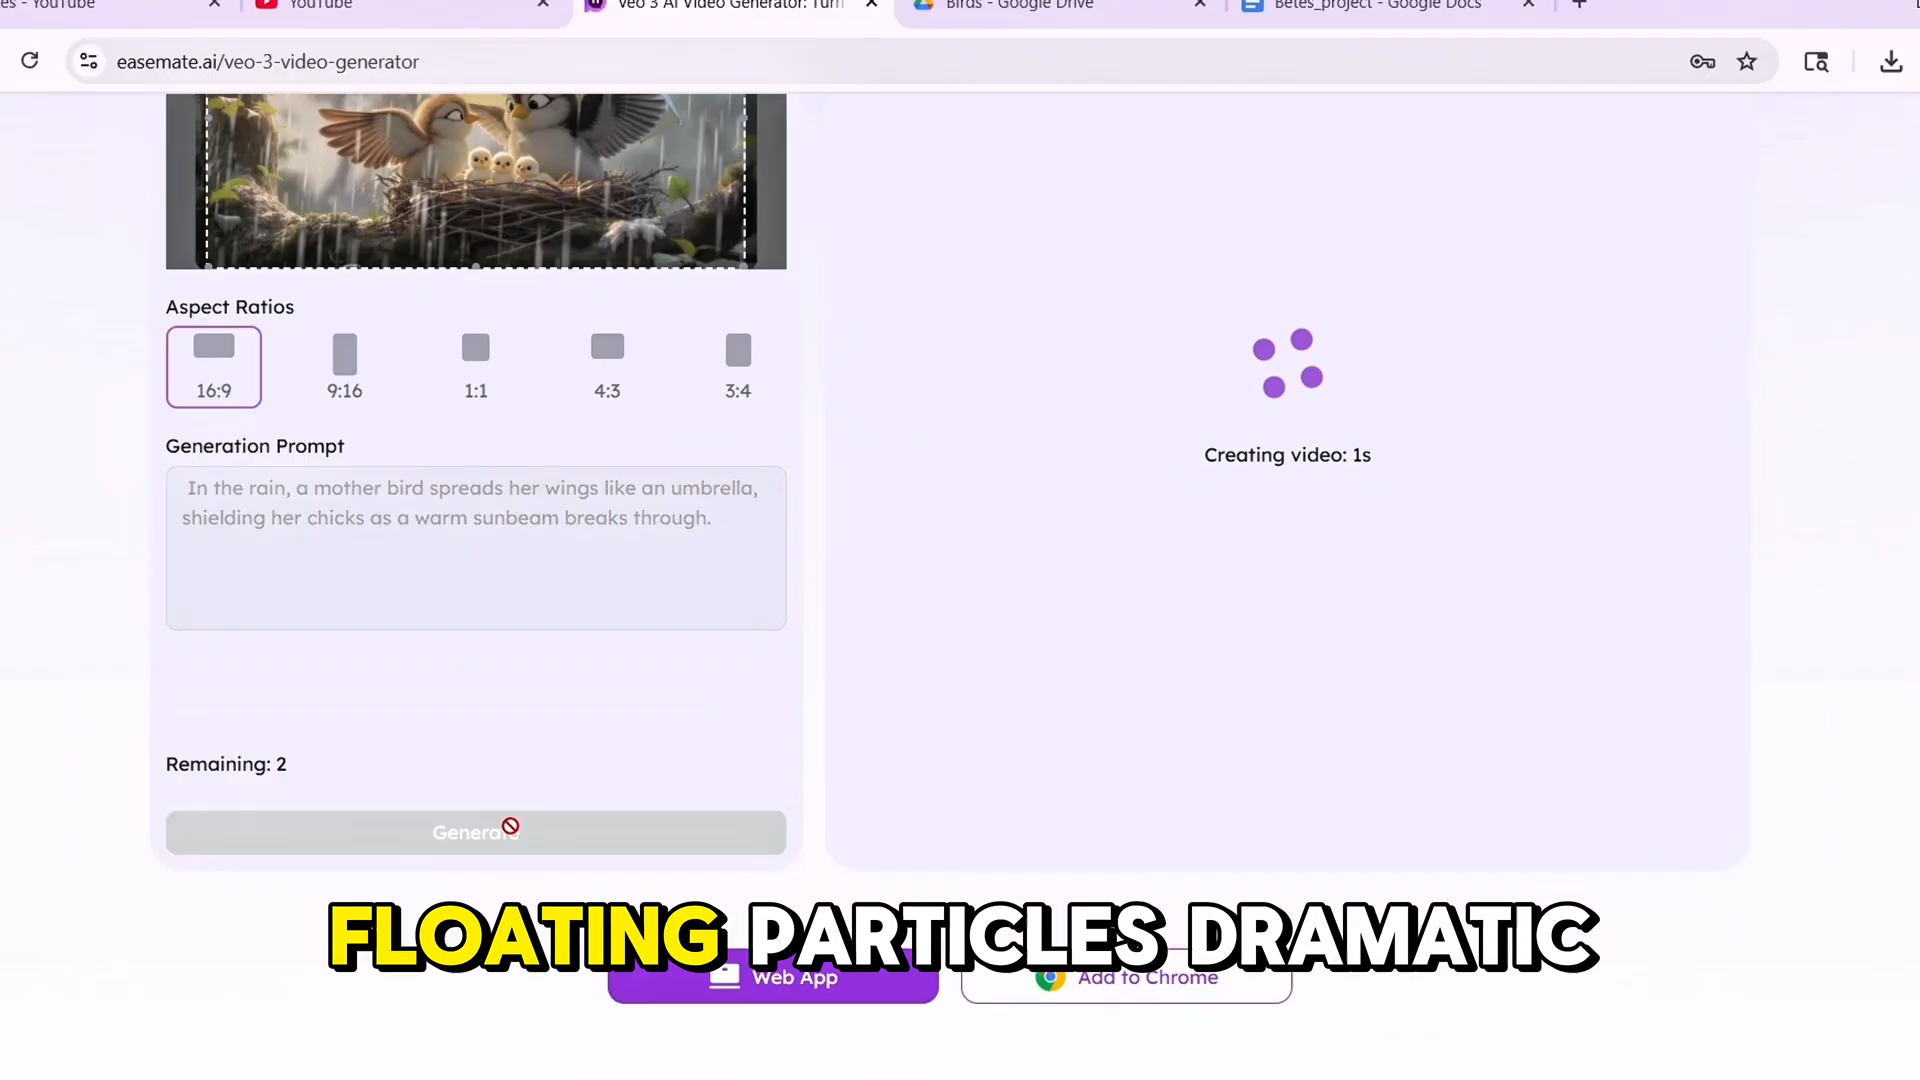 es - YouTube
YouTube
Veo 3 AI Video Generator: Turn
Birds - Google Drive
Betes_project - Google Docs
easemate.ai/veo-3-video-generator
Aspect Ratios
16:9
9:16
1:1
4:3
3:4
Generation Prompt
In the rain, a mother bird spreads her wings like an umbrella,
shielding her chicks as a warm sunbeam breaks through.
Creating video: 1s
Remaining: 2
Generate
FLOATING PARTICLES DRAMATIC
Web App
Add to Chrome